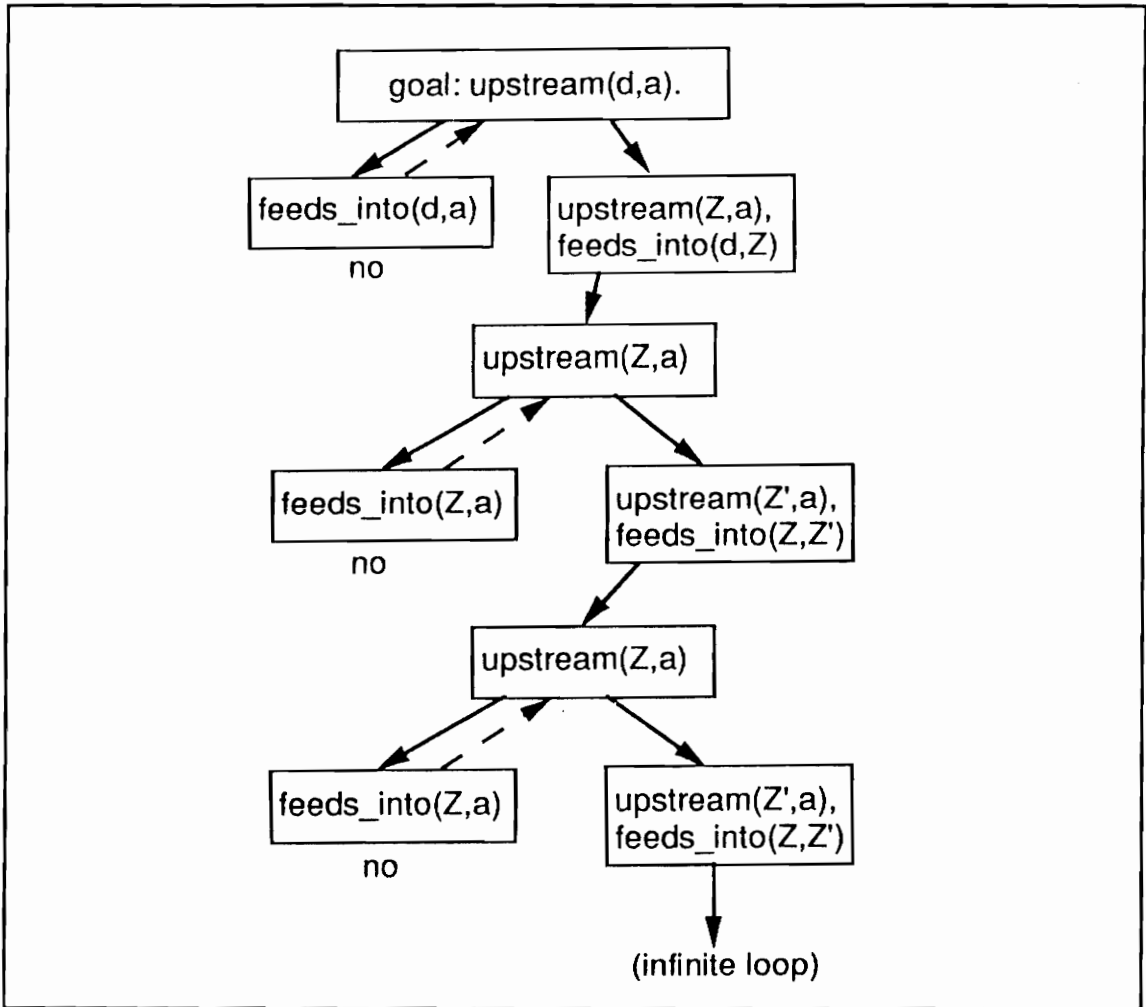 goal: upstream(d,a).
feeds_into(d,a)
no
upstream(Z,a),
feeds_into(d,Z)
upstream(Z,a)
feeds_into(Z,a)
no
upstream(Z',a),
feeds_into(Z,Z')
upstream(Z,a)
feeds_into(Z,a)
no
upstream(Z',a),
feeds_into(Z,Z')
(infinite loop)